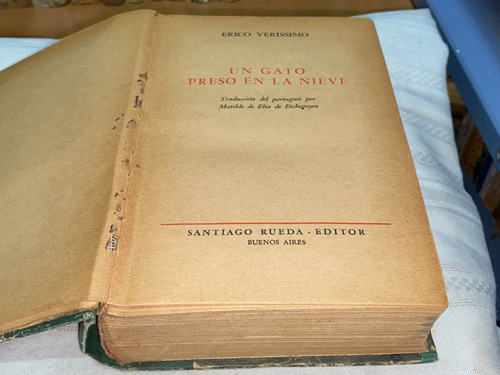 ERICO VERISSIMO
UN GATO
PRESO EN LA NIEVE
Traducción del portugués por
Matilde de Elía de Etchegoyen
SANTIAGO RUEDA - EDITOR
BUENOS AIRES